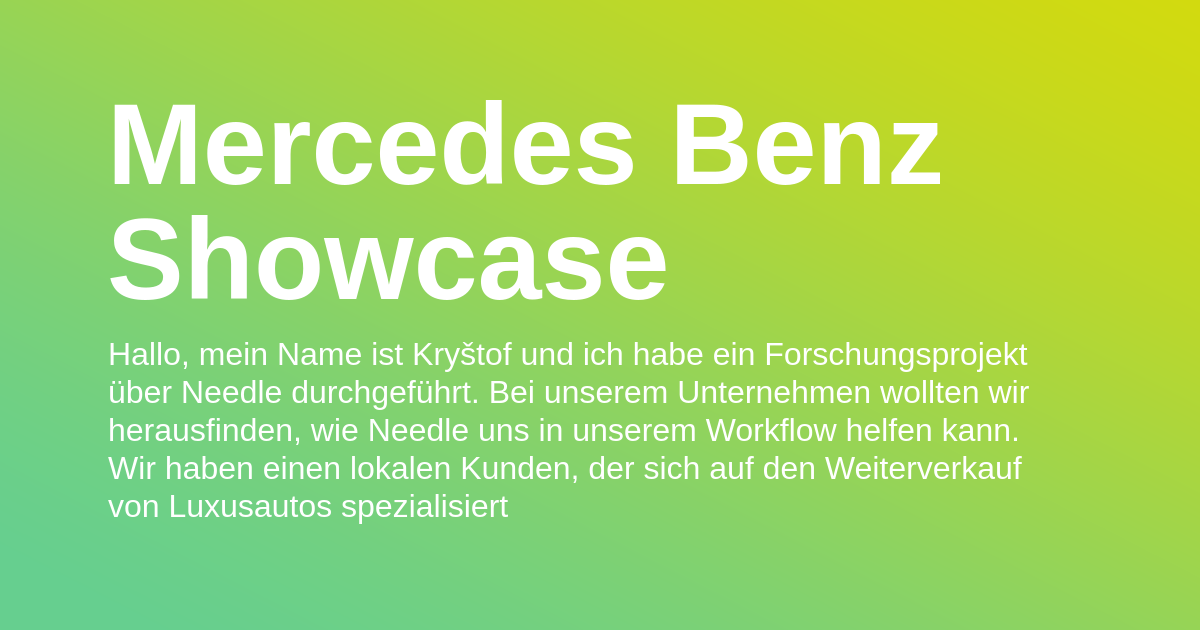 Mercedes Benz
Showcase
Hallo, mein Name ist Kryštof und ich habe ein Forschungsprojekt
über Needle durchgeführt. Bei unserem Unternehmen wollten wir
herausfinden, wie Needle uns in unserem Workflow helfen kann.
Wir haben einen lokalen Kunden, der sich auf den Weiterverkauf
von Luxusautos spezialisiert